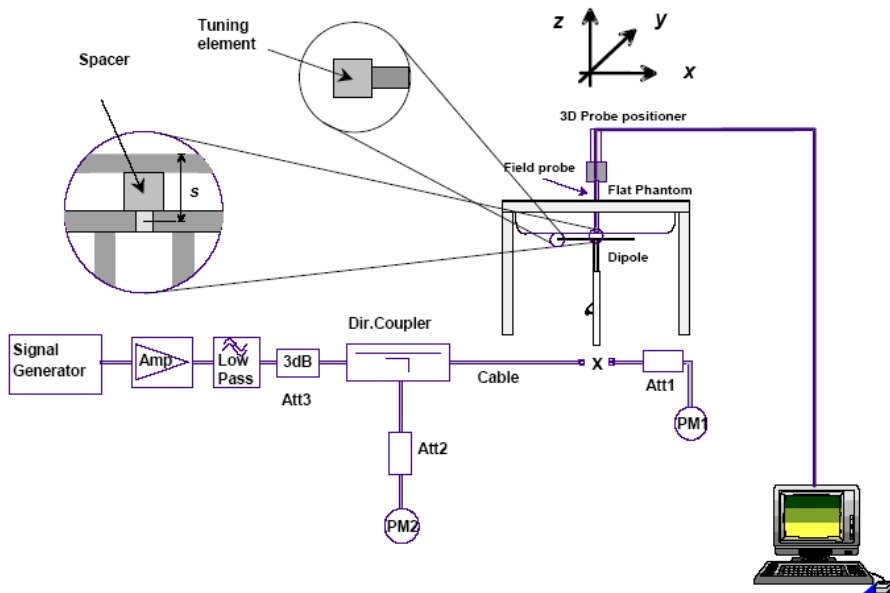 Tuning
element
z
y
x
Spacer
3D Probe positioner
s
Field probe
Flat Phantom
Dipole
Dir.Coupler
Signal
Generator
Amp
Low
Pass
3dB
Att3
Cable
x
Att1
PM1
Att2
PM2